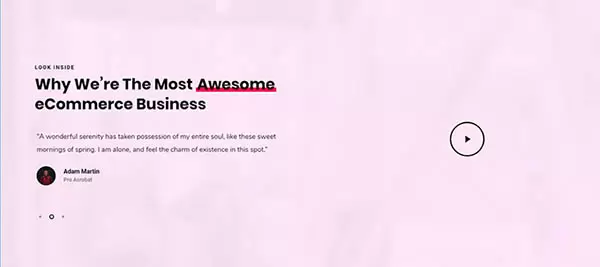 LOOK INSIDE
Why We're The Most Awesome
eCommerce Business
"A wonderful serenity has taken possession of my entire soul, like these sweet
mornings of spring. I am alone, and feel the charm of existence in this spot."
Adam Martin
Pro Acrobat